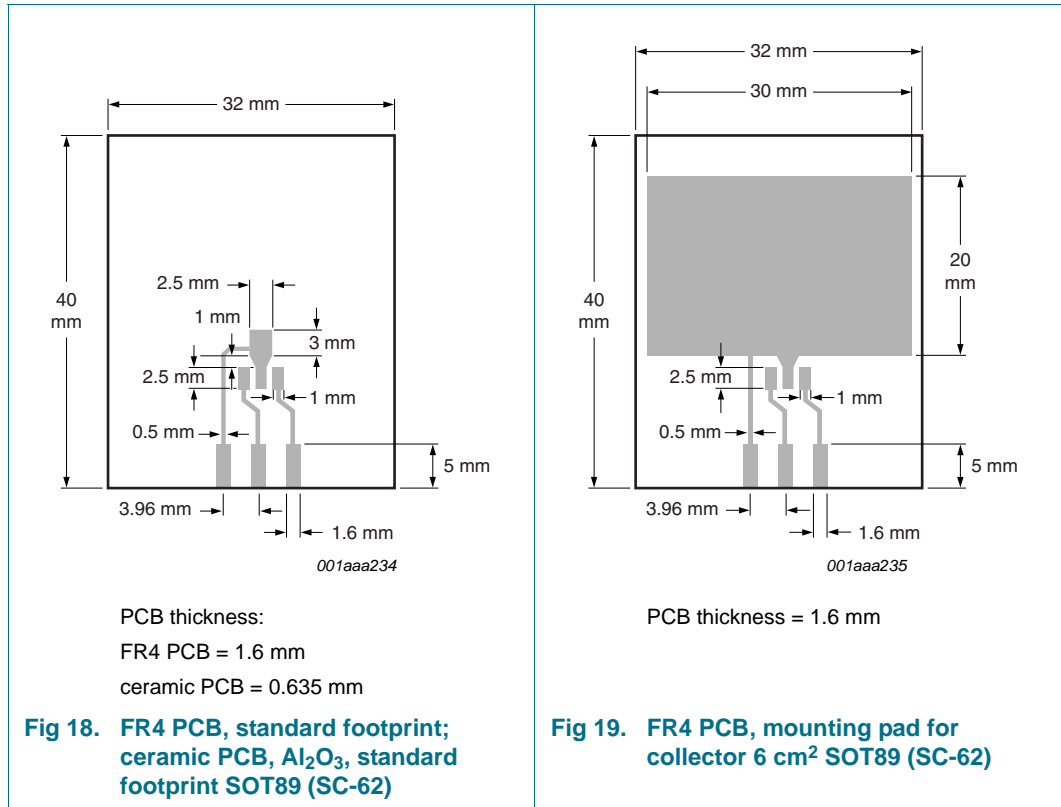 32 mm
40
mm
2.5 mm
1 mm
3 mm
2.5 mm
1 mm
0.5 mm
5 mm
3.96 mm
1.6 mm
001aaa234
PCB thickness:
FR4 PCB = 1.6 mm
ceramic PCB = 0.635 mm
Fig 18. FR4 PCB, standard footprint;
ceramic PCB, Al2O3, standard
footprint SOT89 (SC-62)
32 mm
30 mm
40
mm
20
mm
2.5 mm
1 mm
0.5 mm
5 mm
3.96 mm
1.6 mm
001aaa235
PCB thickness = 1.6 mm
Fig 19. FR4 PCB, mounting pad for
collector 6 cm2 SOT89 (SC-62)